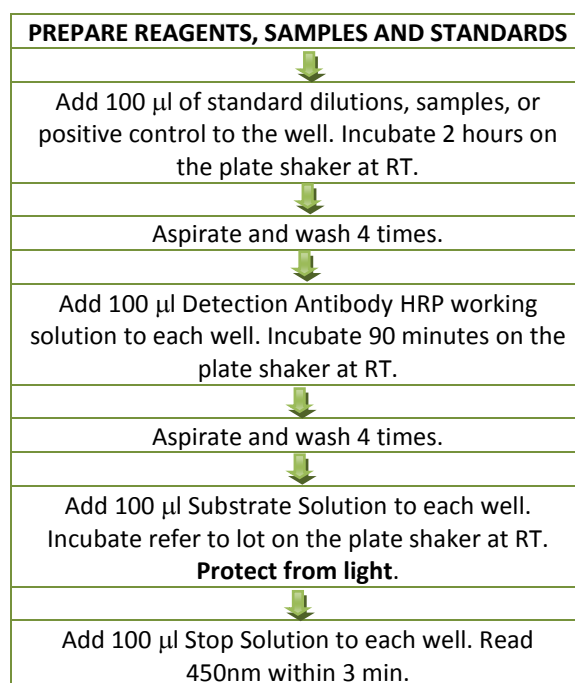 PREPARE REAGENTS, SAMPLES AND STANDARDS
Add 100 μl of standard dilutions, samples, or
positive control to the well. Incubate 2 hours on
the plate shaker at RT.
Aspirate and wash 4 times.
Add 100 μl Detection Antibody HRP working
solution to each well. Incubate 90 minutes on the
plate shaker at RT.
Aspirate and wash 4 times.
Add 100 μl Substrate Solution to each well.
Incubate refer to lot on the plate shaker at RT.
Protect from light.
Add 100 μl Stop Solution to each well. Read
450nm within 3 min.